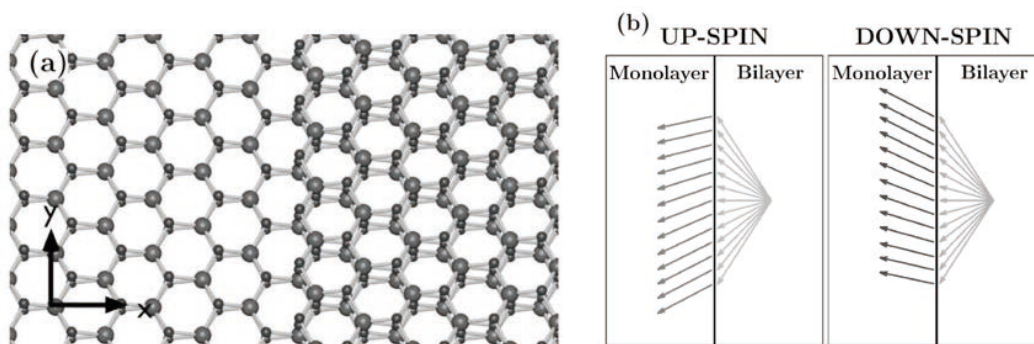 (a)
y
x
(b)
UP-SPIN DOWN-SPIN
Monolayer Bilayer Monolayer Bilayer